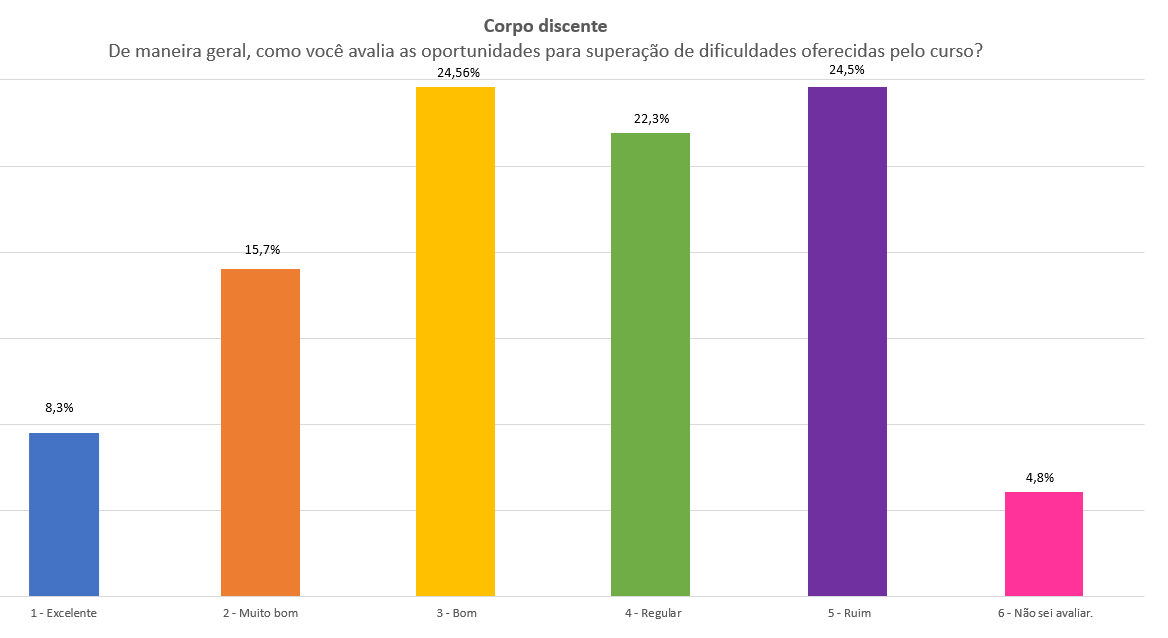 Corpo discente
De maneira geral, como você avalia as oportunidades para superação de dificuldades oferecidas pelo curso?
24,56%
24,5%
22,3%
15,7%
8,3%
4,8%
1 - Excelente
2 - Muito bom
3 - Bom
4 - Regular
5 - Ruim
6 - Não sei avaliar.